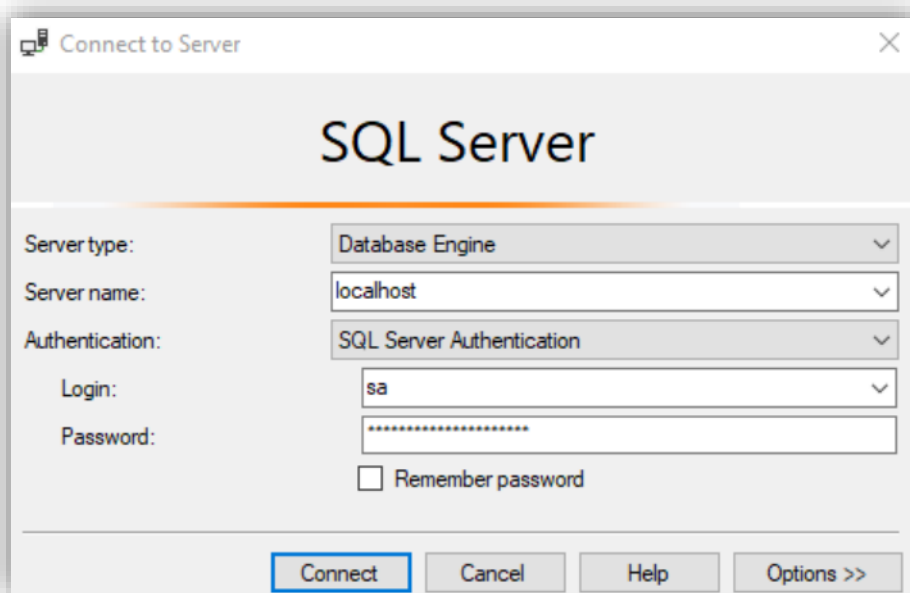 Connect to Server
SQL Server
Server type: Database Engine
Server name: localhost
Authentication: SQL Server Authentication
Login: sa
Password: *********************
Remember password
Connect Cancel Help Options >>